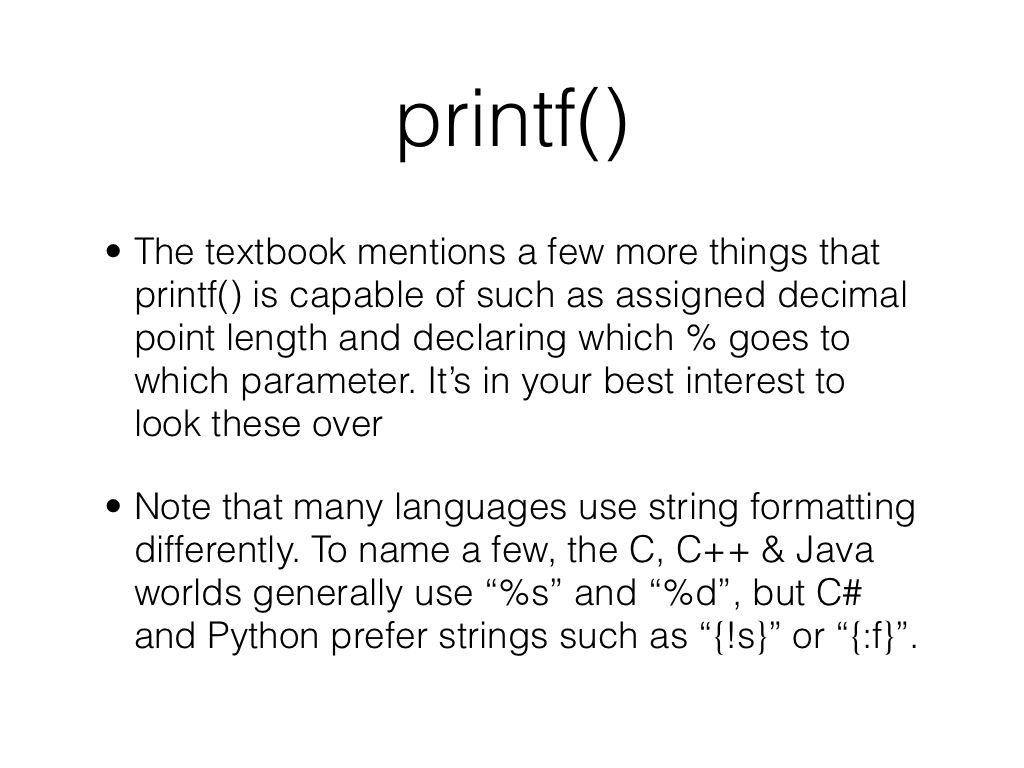 printf()
• The textbook mentions a few more things that
printf() is capable of such as assigned decimal
point length and declaring which % goes to
which parameter. It’s in your best interest to
look these over
• Note that many languages use string formatting
differently. To name a few, the C, C++ & Java
worlds generally use “%s” and “%d”, but C#
and Python prefer strings such as “{!s}” or “{:f}”.